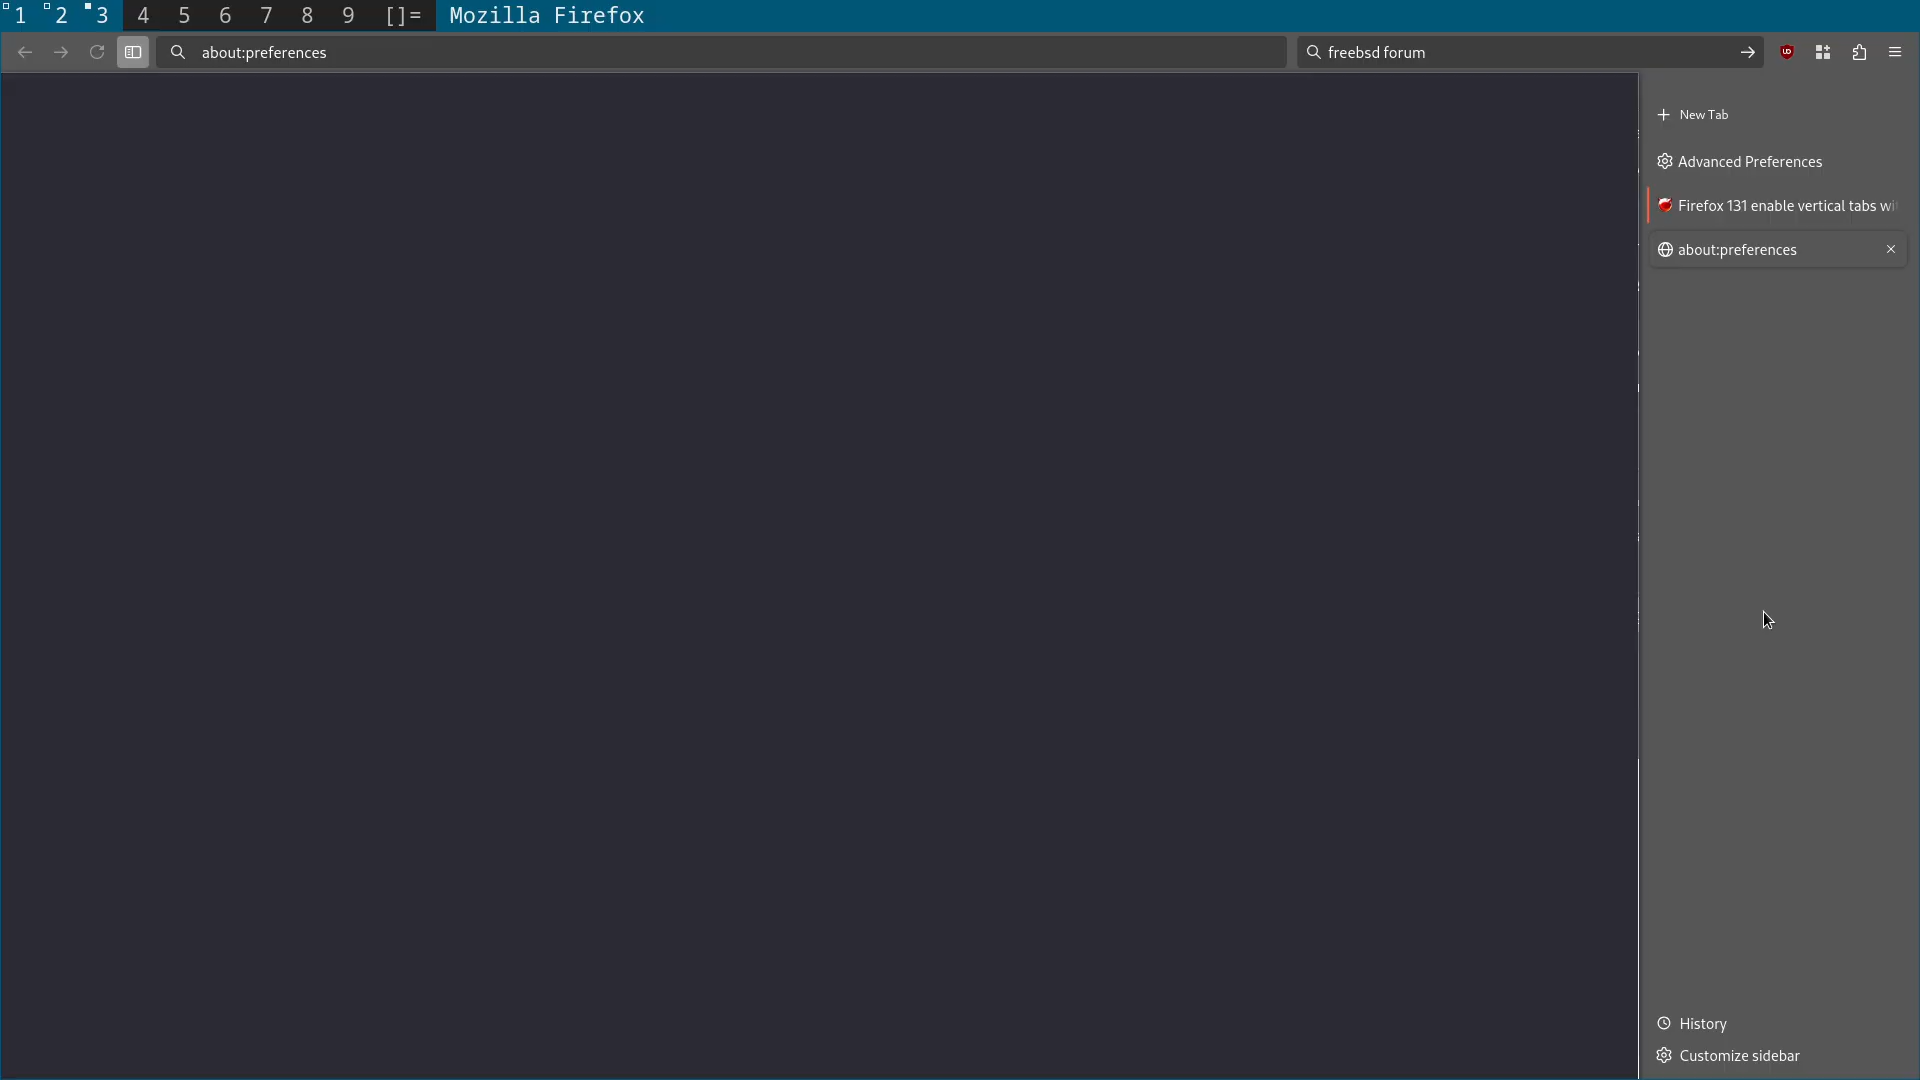 1 2 3 4 5 6 7 8 9 []= Mozilla Firefox
about:preferences
freebsd forum
New Tab
Advanced Preferences
Firefox 131 enable vertical tabs wi
about:preferences
History
Customize sidebar